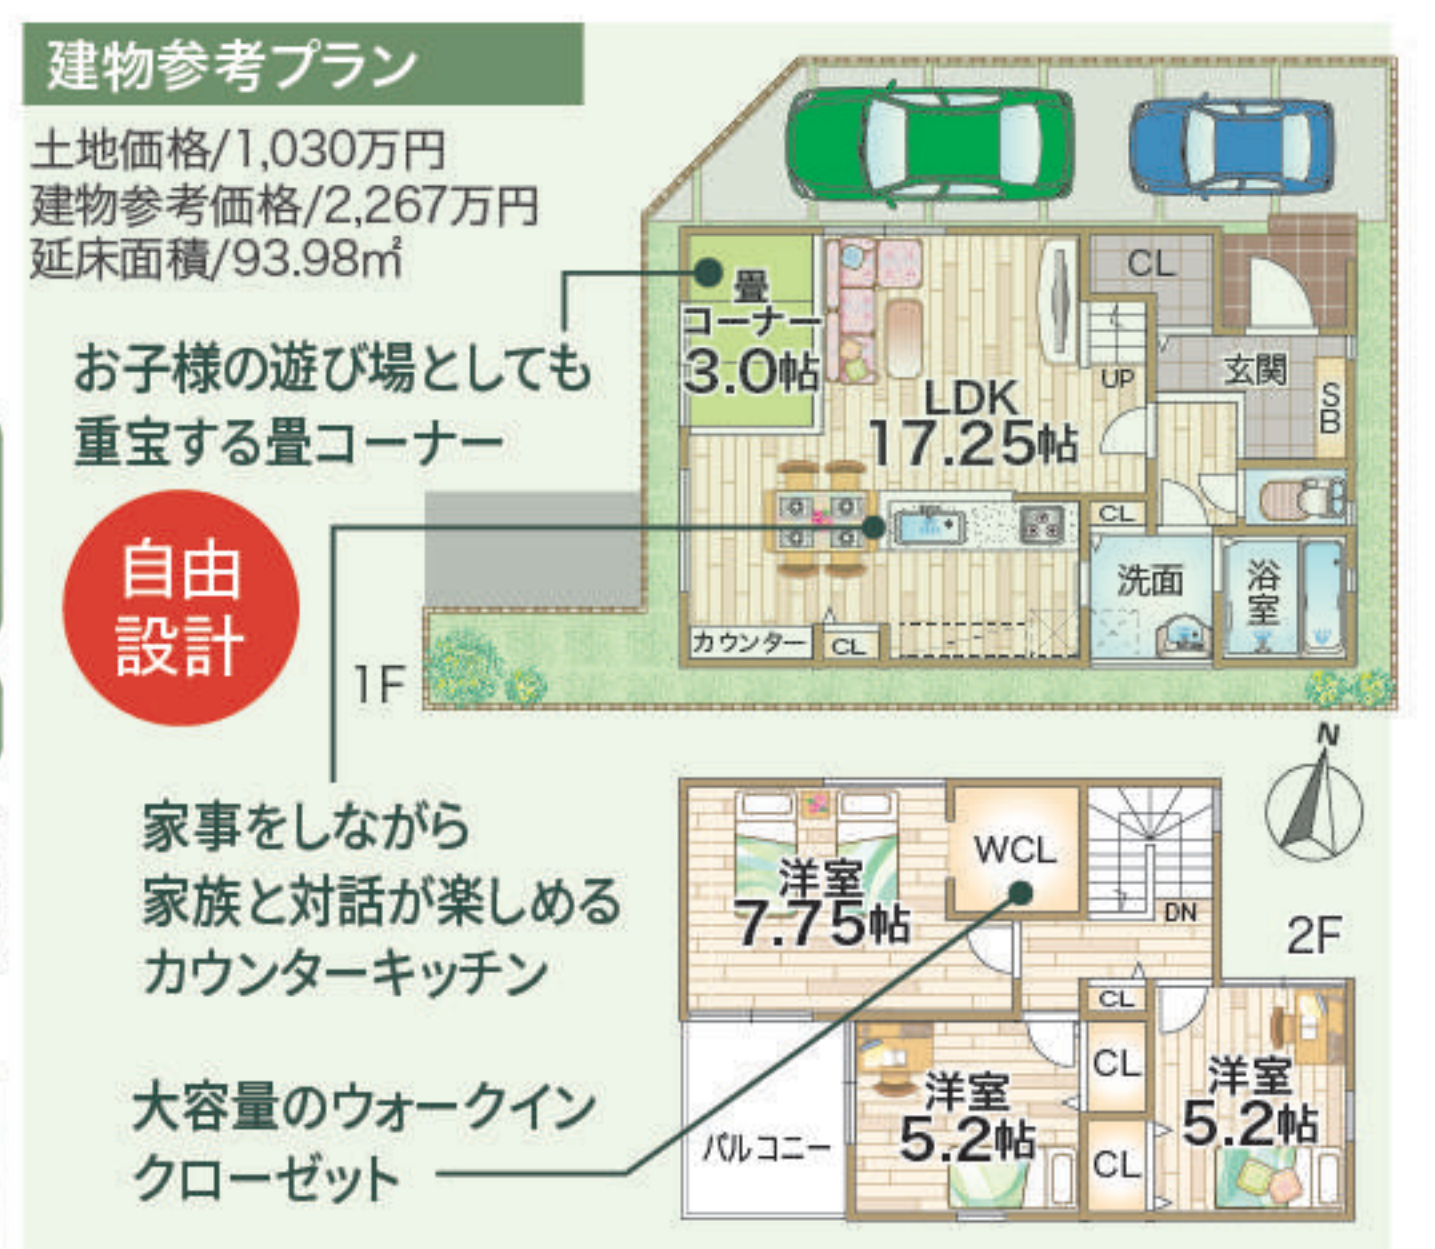 建物参考プラン
土地価格/1,030万円
建物参考価格/2,267万円
延床面積/93.98㎡
お子様の遊び場としても
重宝する畳コーナー
自由
設計
1F
畳
コーナー
3.0帖
LDK
17.25帖
CL
UP
玄関
SB
CL
洗面
浴室
カウンター
CL
N
家事をしながら
家族と対話が楽しめる
カウンターキッチン
大容量のウォークイン
クローゼット
2F
洋室
7.75帖
WCL
DN
CL
CL
CL
洋室
5.2帖
洋室
5.2帖
バルコニー